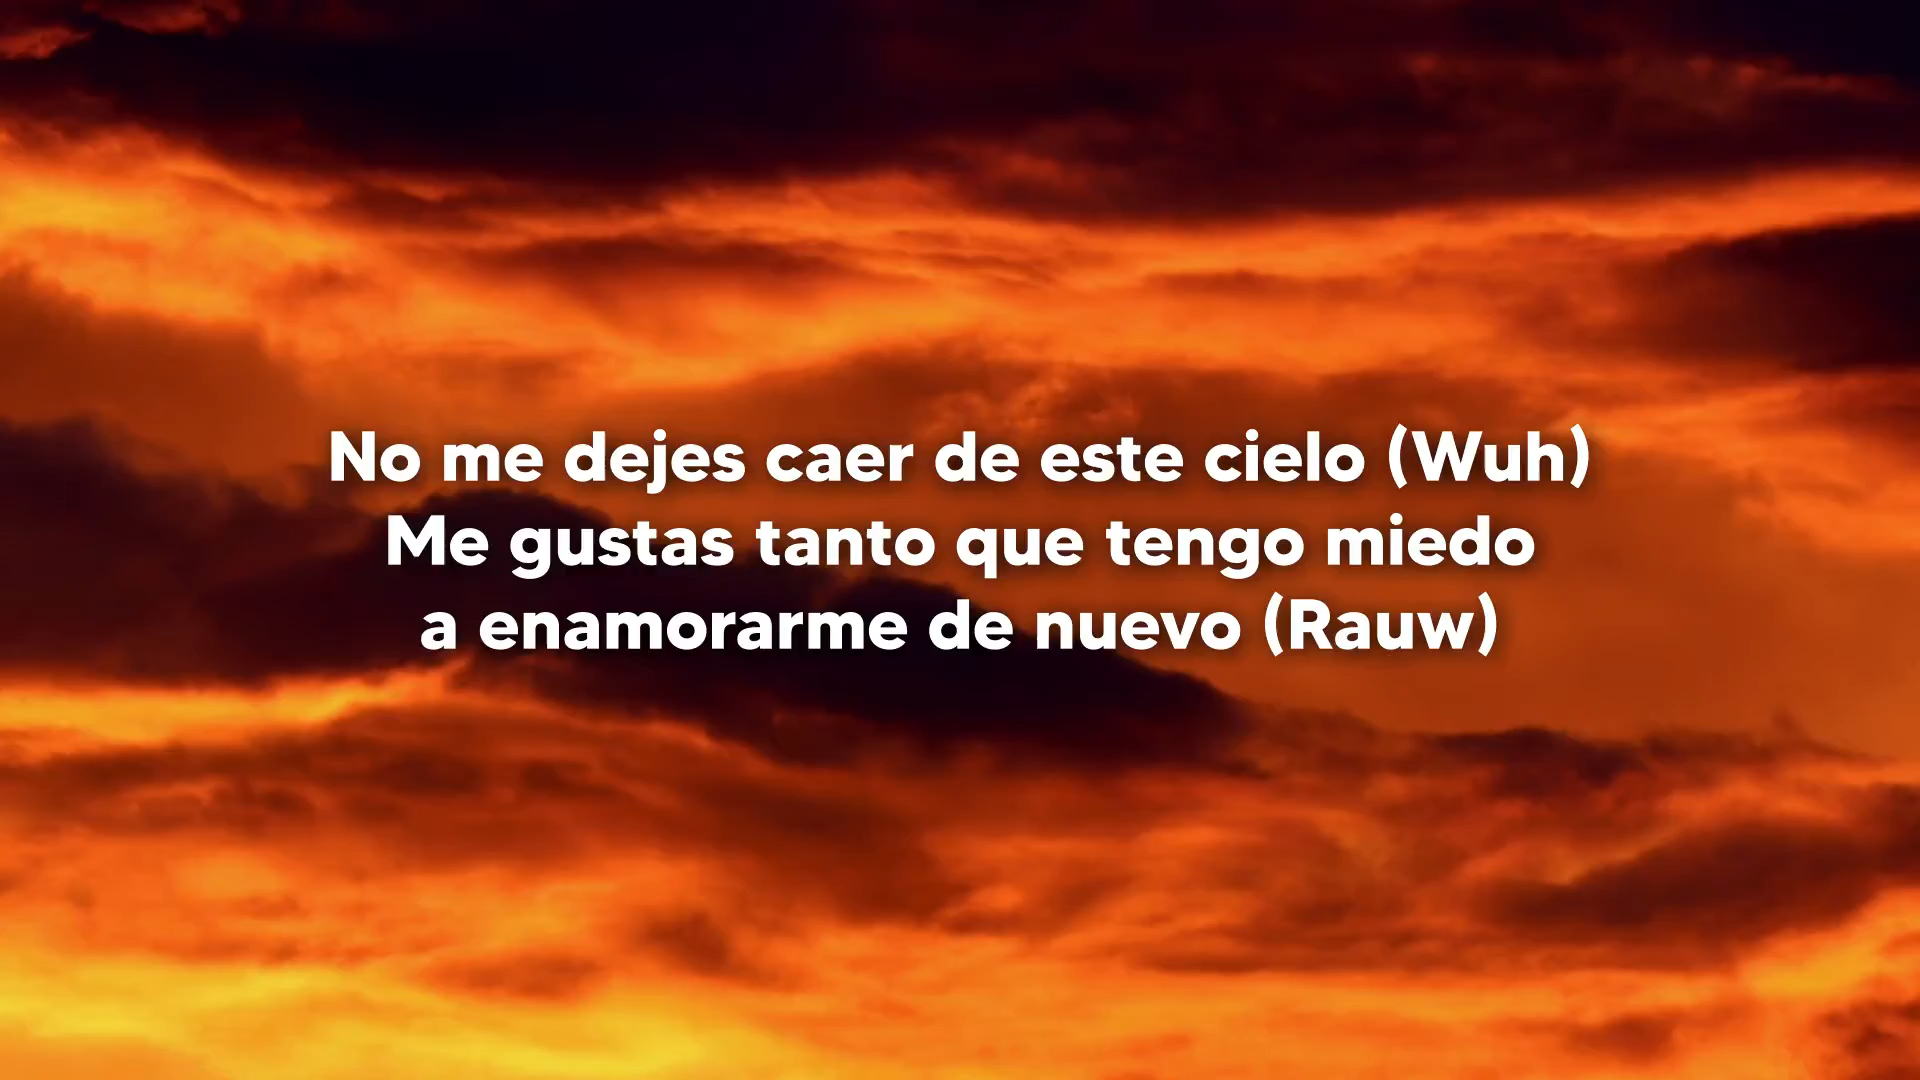 No me dejes caer de este cielo (Wuh)
Me gustas tanto que tengo miedo
a enamorarme de nuevo (Rauw)